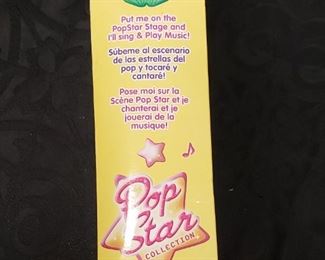 Put me on the
PopStar Stage and
I'll sing & Play Music!
Súbeme al escenario
de las estrellas del
pop y tocaré y
cantaré!
Pose moi sur la
Scène Pop Star et je
chanterai et je
jouerai de la
musique!
Pop
Star
COLLECTION